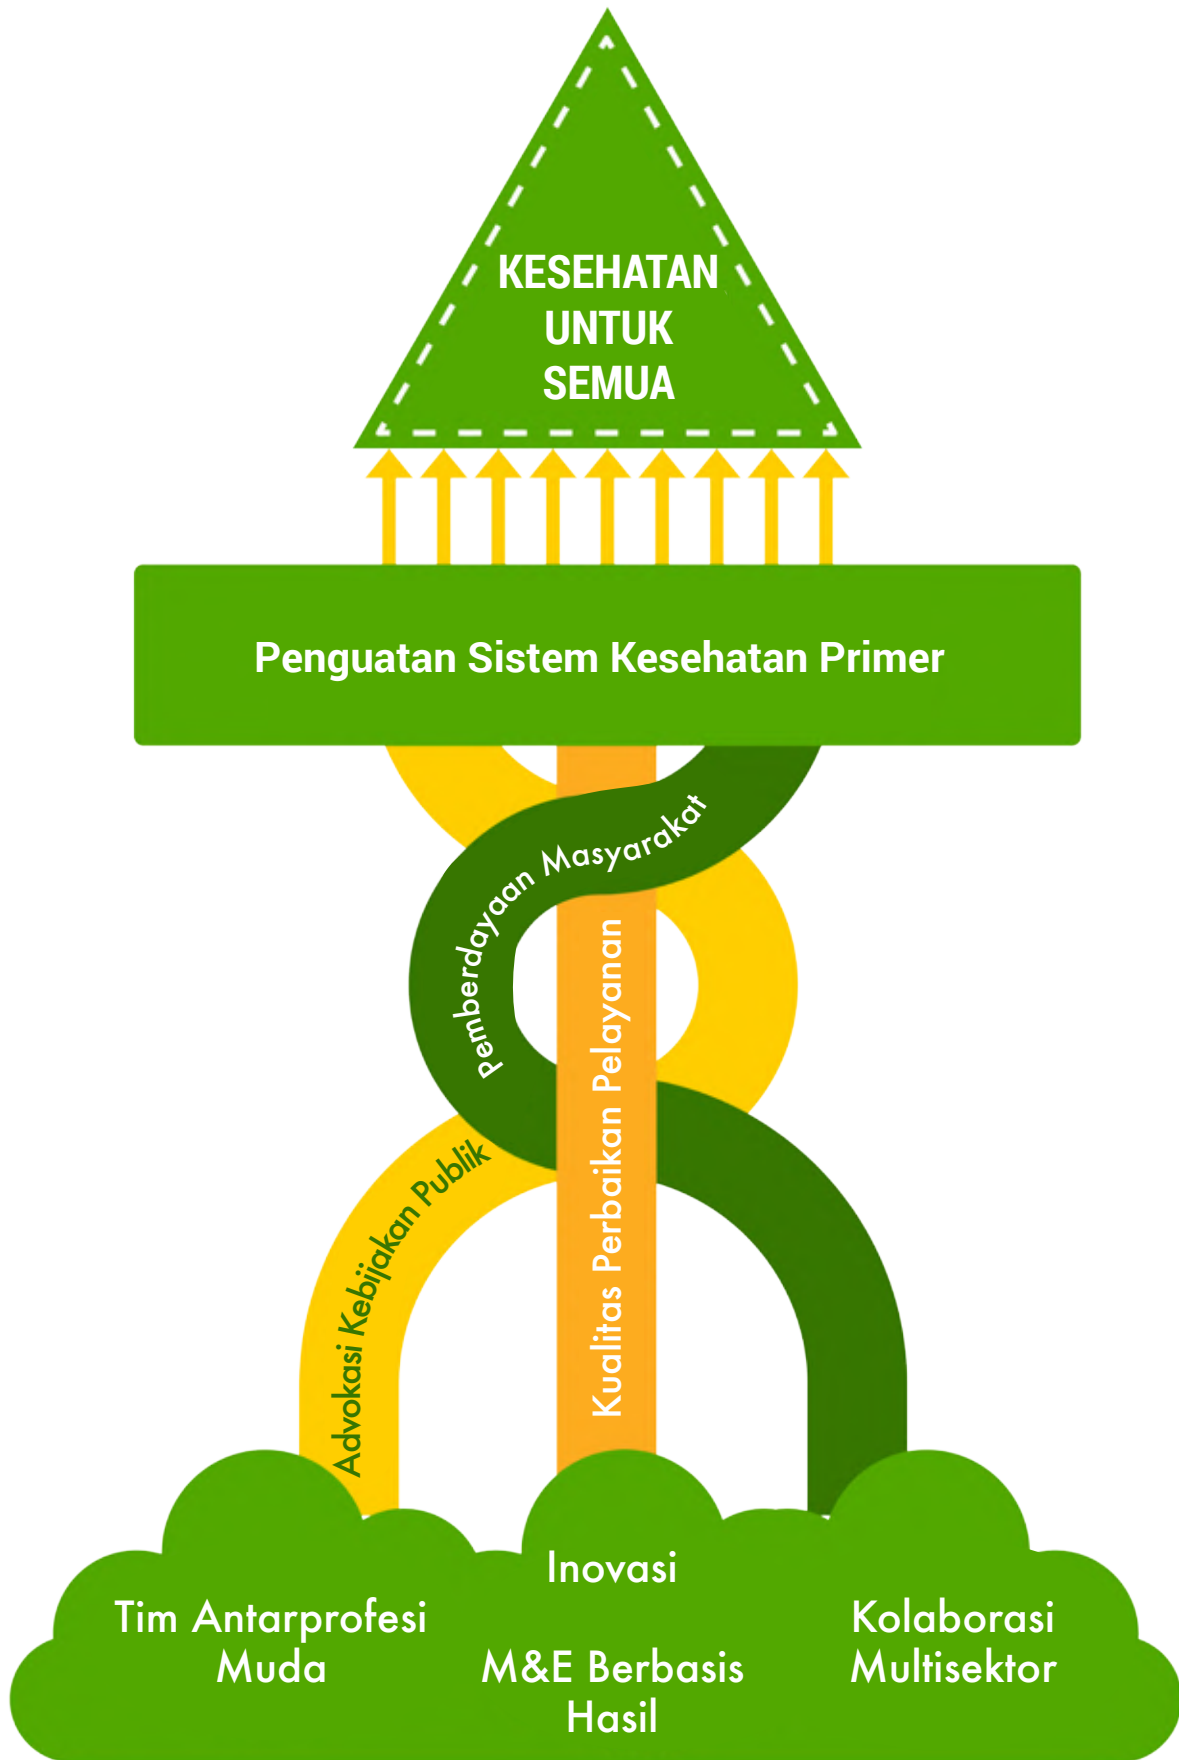 KESEHATAN
UNTUK
SEMUA
Penguatan Sistem Kesehatan Primer
Pemberdayaan Masyarakat
Kualitas Perbaikan Pelayanan
Advokasi Kebijakan Publik
Tim Antarprofesi
Muda
Inovasi
M&E Berbasis
Hasil
Kolaborasi
Multisektor